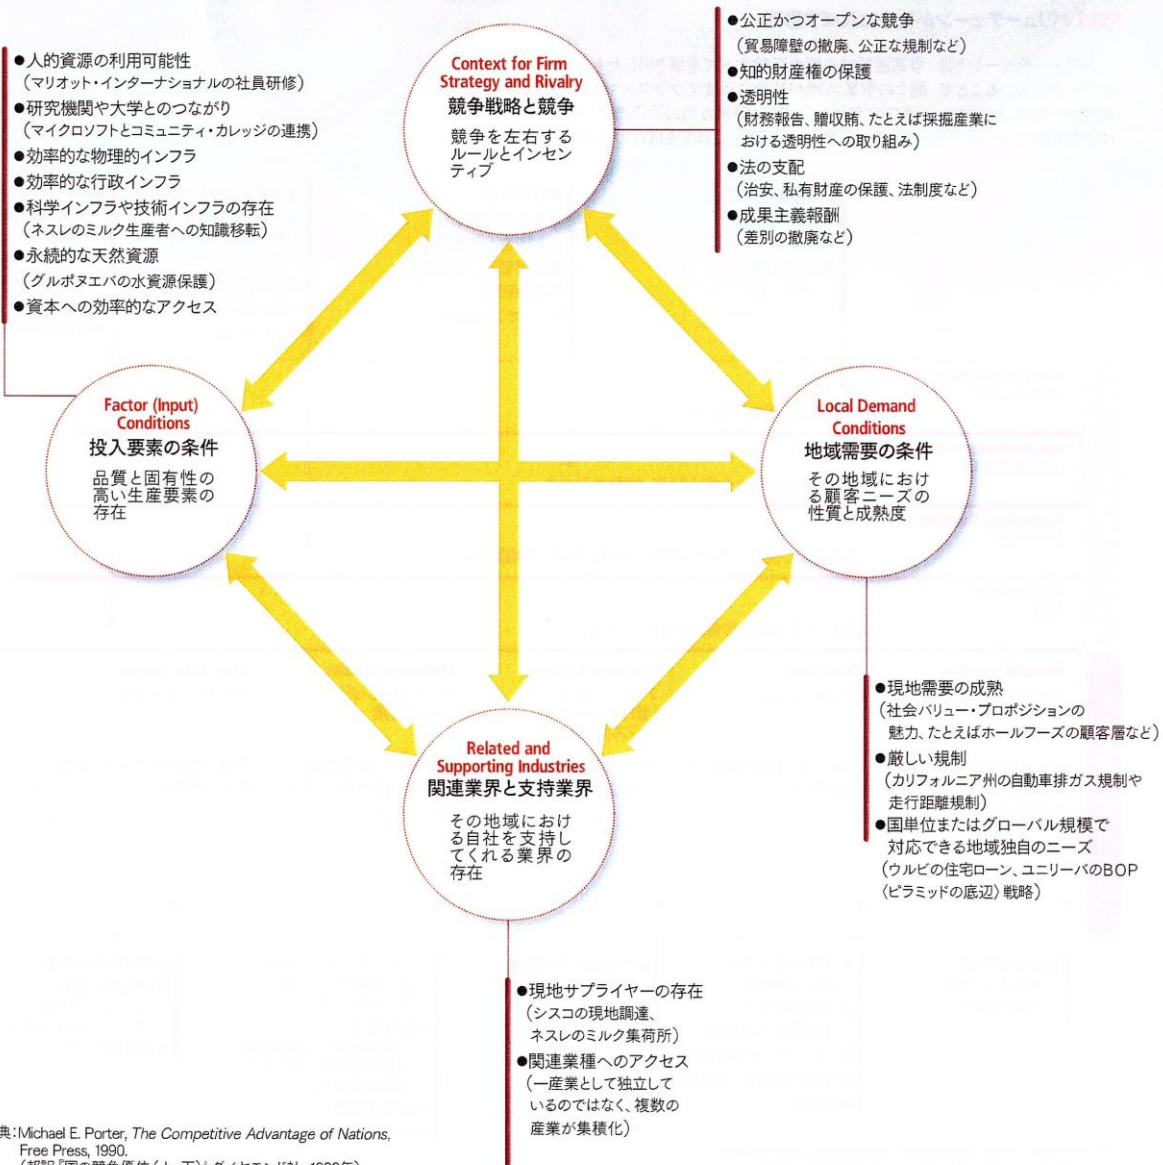 ●人的資源の利用可能性
(マリオット・インターナショナルの社員研修)
●研究機関や大学とのつながり
(マイクロソフトとコミュニティ・カレッジの連携)
●効率的な物理的インフラ
●効率的な行政インフラ
●科学インフラや技術インフラの存在
(ネスレのミルク生産者への知識移転)
●永続的な天然資源
(グルポヌエバの水資源保護)
●資本への効率的なアクセス
Context for Firm
Strategy and Rivalry
競争戦略と競争
競争を左右する
ルールとインセン
ティブ
●公正かつオープンな競争
(貿易障壁の撤廃、公正な規制など)
●知的財産権の保護
●透明性
(財務報告、贈収賄、たとえば採掘産業に
おける透明性への取り組み)
●法の支配
(治安、私有財産の保護、法制度など)
●成果主義報酬
(差別の撤廃など)
Factor (Input)
Conditions
投入要素の条件
品質と固有性の
高い生産要素の
存在
Local Demand
Conditions
地域需要の条件
その地域におけ
る顧客ニーズの
性質と成熟度
Related and
Supporting Industries
関連業界と支持業界
その地域におけ
る自社を支持し
てくれる業界の
存在
●現地需要の成熟
(社会バリュー・プロポジションの
魅力、たとえばホールフーズの顧客層など)
●厳しい規制
(カリフォルニア州の自動車排ガス規制や
走行距離規制)
●国単位またはグローバル規模で
対応できる地域独自のニーズ
(ウルビの住宅ローン、ユニリーバのBOP
〈ピラミッドの底辺〉戦略)
●現地サプライヤーの存在
(シスコの現地調達、
ネスレのミルク集荷所)
●関連業種へのアクセス
(一産業として独立して
いるのではなく、複数の
産業が集積化)
典:Michael E. Porter, The Competitive Advantage of Nations,
Free Press, 1990.